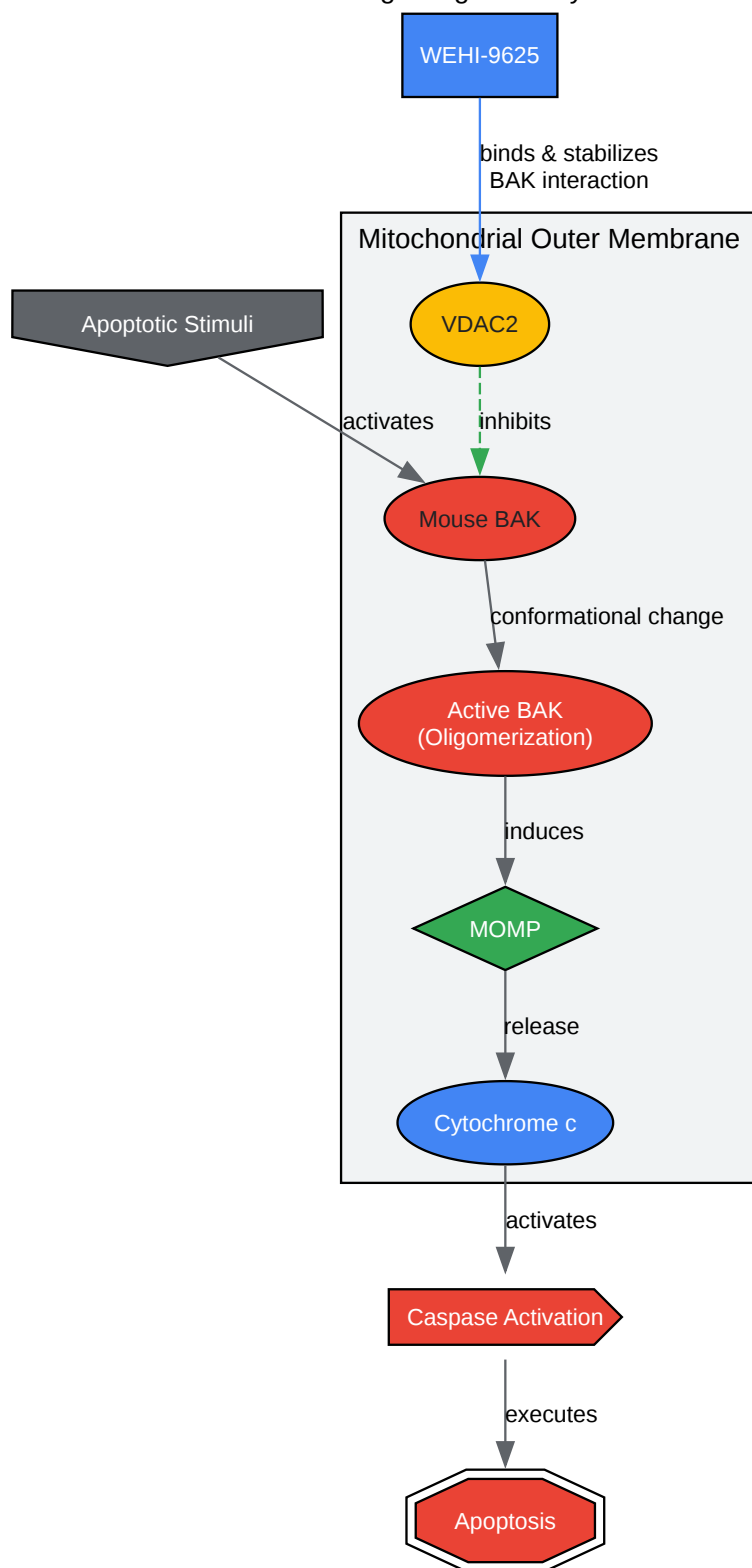 WEHI-9625
binds & stabilizes
BAK interaction
Mitochondrial Outer Membrane
Apoptotic Stimuli
VDAC2
activates
inhibits
Mouse BAK
conformational change
Active BAK
(Oligomerization)
induces
MOMP
release
Cytochrome c
activates
Caspase Activation
executes
Apoptosis